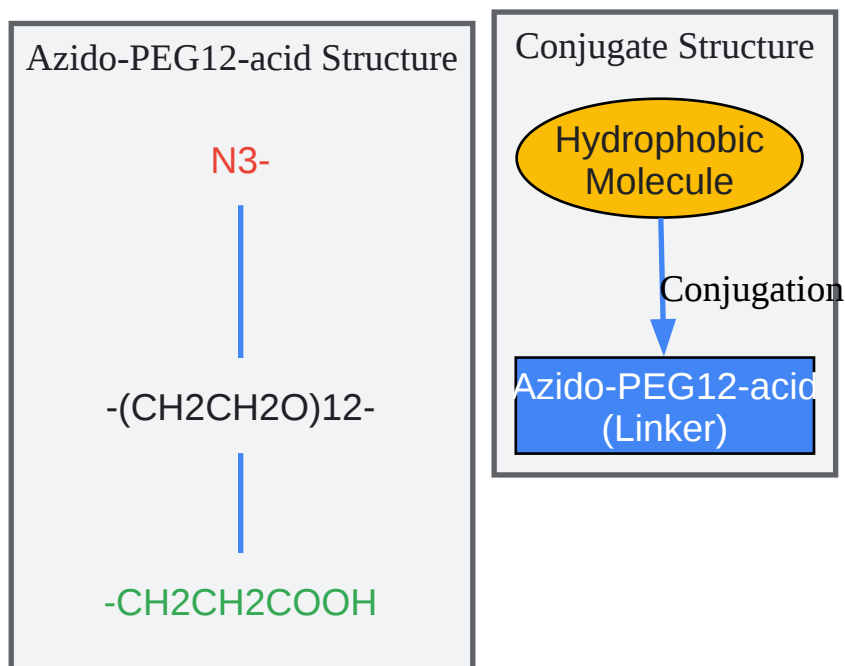 Azido-PEG12-acid Structure
N3-
-(CH2CH2O)12-
-CH2CH2COOH
Conjugate Structure
Hydrophobic
Molecule
Conjugation
Azido-PEG12-acid
(Linker)